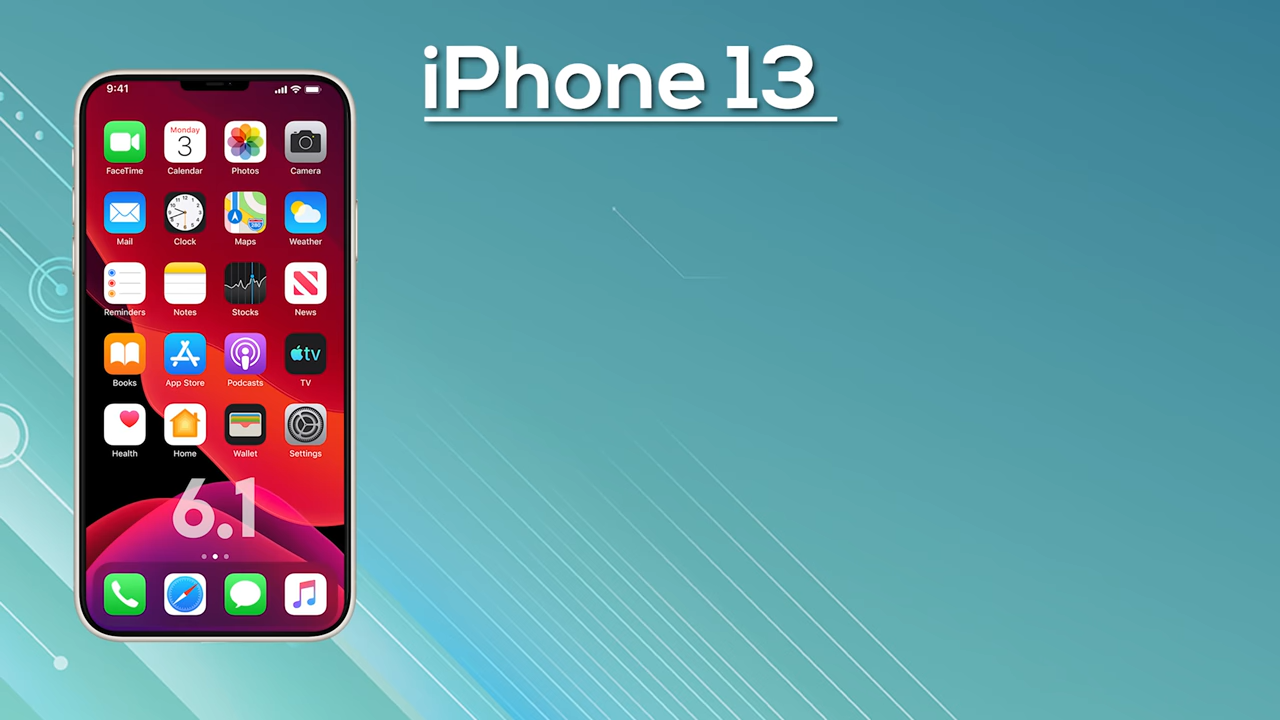 iPhone 13
9:41
Monday
3
FaceTime Calendar Photos Camera
Mail Clock Maps Weather
Reminders Notes Stocks News
tv
Books App Store Podcasts TV
Health Home Wallet Settings
6.1